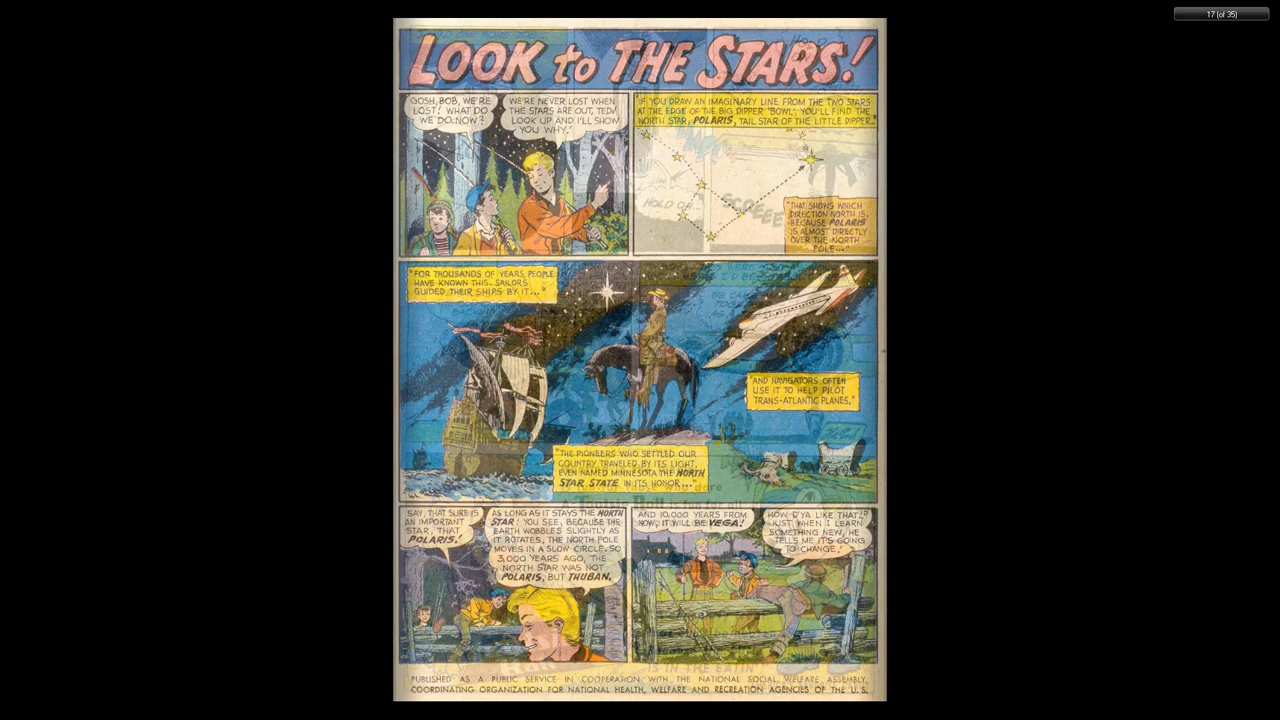 17 (of 35)
LOOK to THE STARS!
GOSH, BOB, WE'RE
LOST! WHAT DO
WE DO NOW?
WE'RE NEVER LOST WHEN
THE STARS ARE OUT, TED!
LOOK UP AND I'LL SHOW
YOU WHY.
"IF YOU DRAW AN IMAGINARY LINE FROM THE TWO STARS
AT THE EDGE OF THE BIG DIPPER 'BOWL', YOU'LL FIND THE
NORTH STAR, POLARIS, TAIL STAR OF THE LITTLE DIPPER."
HOLD ON
SCREEE
"THAT SHOWS WHICH
DIRECTION NORTH IS,
BECAUSE POLARIS
IS ALMOST DIRECTLY
OVER THE NORTH
POLE..."
"FOR THOUSANDS OF YEARS, PEOPLE
HAVE KNOWN THIS. SAILORS
GUIDED THEIR SHIPS BY IT..."
"AND NAVIGATORS OFTEN
USE IT TO HELP PILOT
TRANS-ATLANTIC PLANES."
"THE PIONEERS WHO SETTLED OUR
COUNTRY TRAVELED BY ITS LIGHT,
EVEN NAMED MINNESOTA THE NORTH
STAR STATE IN ITS HONOR..."
SAY, THAT SURE IS
AN IMPORTANT
STAR, THAT
POLARIS!
AS LONG AS IT STAYS THE NORTH
STAR! YOU SEE, BECAUSE THE
EARTH WOBBLES SLIGHTLY AS
IT ROTATES, THE NORTH POLE
MOVES IN A SLOW CIRCLE. SO
3,000 YEARS AGO, THE
NORTH STAR WAS NOT
POLARIS, BUT THUBAN.
AND 10,000 YEARS FROM
NOW, IT WILL BE VEGA!
HOW D'YA LIKE THAT!?
JUST WHEN I LEARN
SOMETHING NEW, HE
TELLS ME IT'S GOING
TO CHANGE!
IS IN THE EATIN'
PUBLISHED AS A PUBLIC SERVICE IN COOPERATION WITH THE NATIONAL SOCIAL WELFARE ASSEMBLY,
COORDINATING ORGANIZATION FOR NATIONAL HEALTH, WELFARE AND RECREATION AGENCIES OF THE U.S.